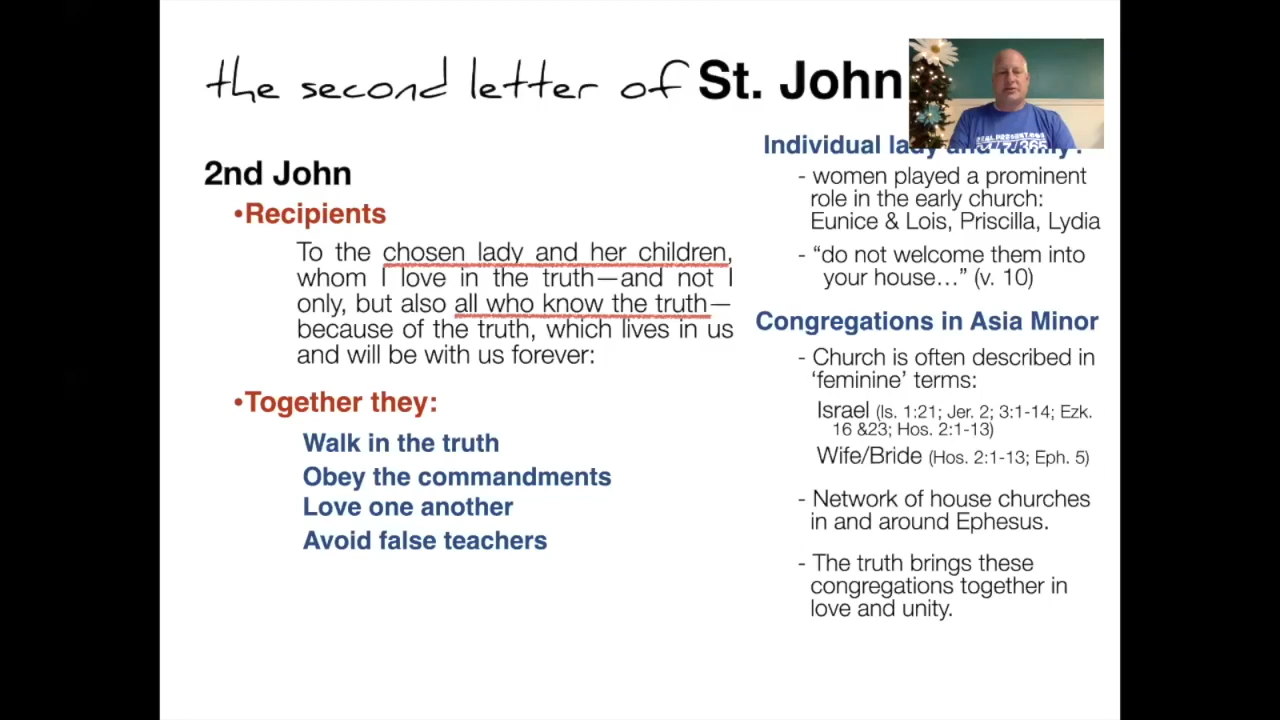 the second letter of St. John
2nd John
•Recipients
To the chosen lady and her children,
whom I love in the truth—and not I
only, but also all who know the truth—
because of the truth, which lives in us
and will be with us forever:
•Together they:
Walk in the truth
Obey the commandments
Love one another
Avoid false teachers
Individual lady and family?
- women played a prominent
role in the early church:
Eunice & Lois, Priscilla, Lydia
- “do not welcome them into
your house…” (v. 10)
Congregations in Asia Minor
- Church is often described in
‘feminine’ terms:
Israel (Is. 1:21; Jer. 2; 3:1-14; Ezk.
16 &23; Hos. 2:1-13)
Wife/Bride (Hos. 2:1-13; Eph. 5)
- Network of house churches
in and around Ephesus.
- The truth brings these
congregations together in
love and unity.